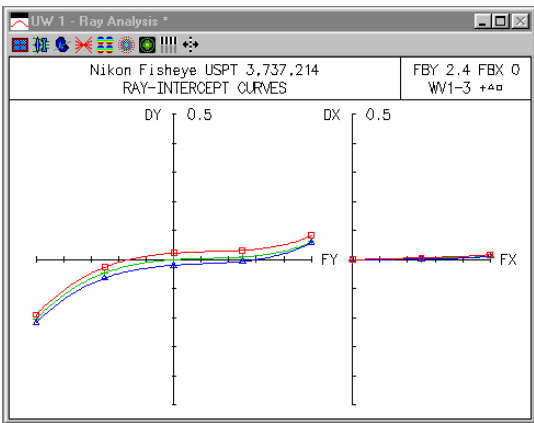 UW 1 - Ray Analysis *
Nikon Fisheye USPT 3,737,214
RAY-INTERCEPT CURVES
FBY 2.4 FBX 0
WV1-3 +△□
DY 0.5
DX 0.5
FY
FX